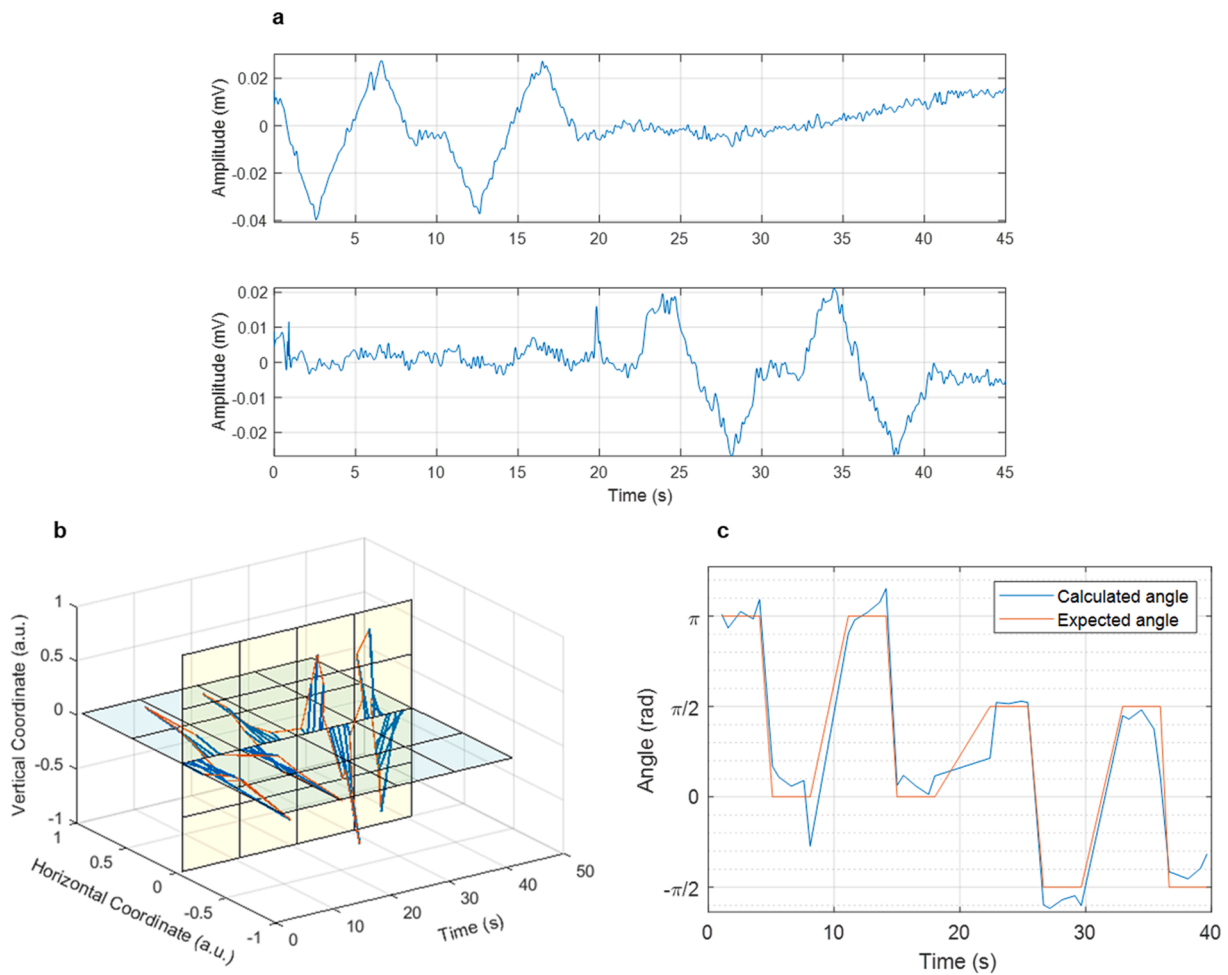 a
Amplitude (mV)
0.02
0
-0.02
-0.04
5 10 15 20 25 30 35 40 45
Amplitude (mV)
0.02
0.01
0
-0.01
-0.02
0 5 10 15 20 25 30 35 40 45
Time (s)
b
Vertical Coordinate (a.u.)
1
0.5
0
-0.5
-1
1
0.5
0
-0.5
-1
Horizontal Coordinate (a.u.)
0
10
20
30
40
50
Time (s)
c
Calculated angle
Expected angle
Angle (rad)
π
π/2
0
-π/2
0 10 20 30 40
Time (s)